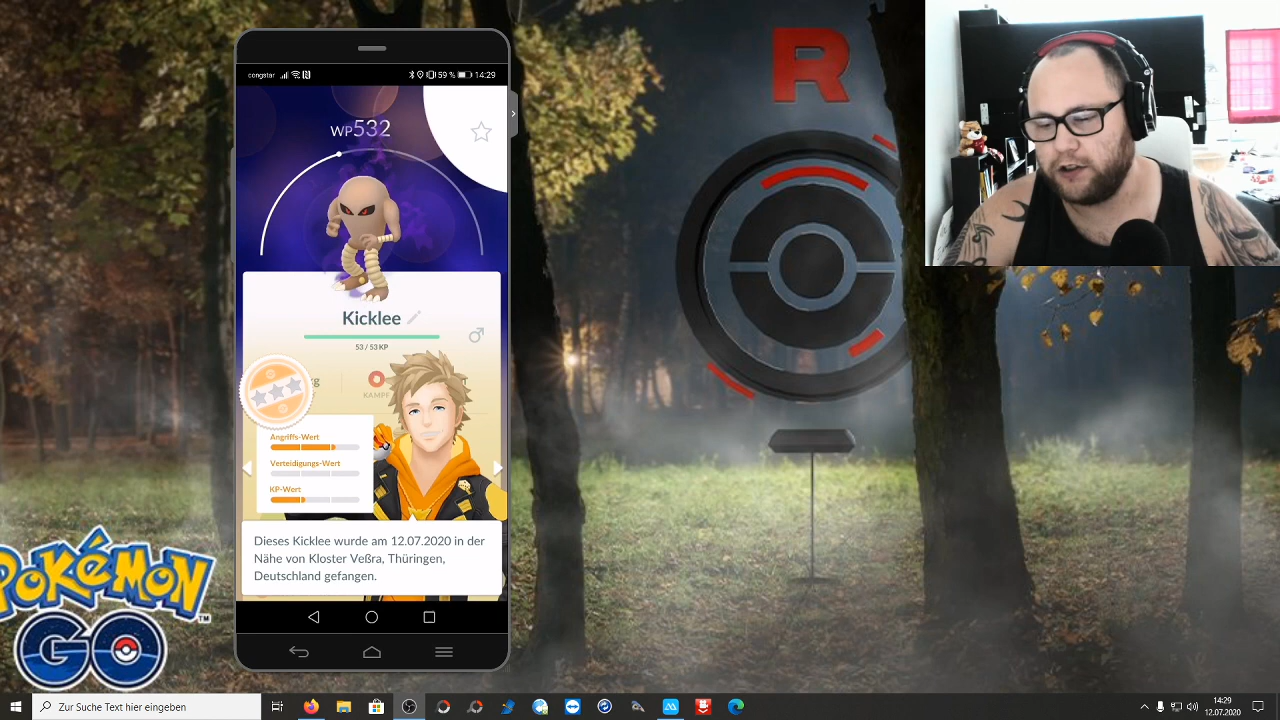 congstar
59 % 14:29
WP532
R
Kicklee
53 / 53 KP
kg
KAMPF
Angriffs-Wert
Verteidigungs-Wert
KP-Wert
Dieses Kicklee wurde am 12.07.2020 in der
Nähe von Kloster Veßra, Thüringen,
Deutschland gefangen.
POKéMON
TM
GO
Zur Suche Text hier eingeben
14:29
12.07.2020